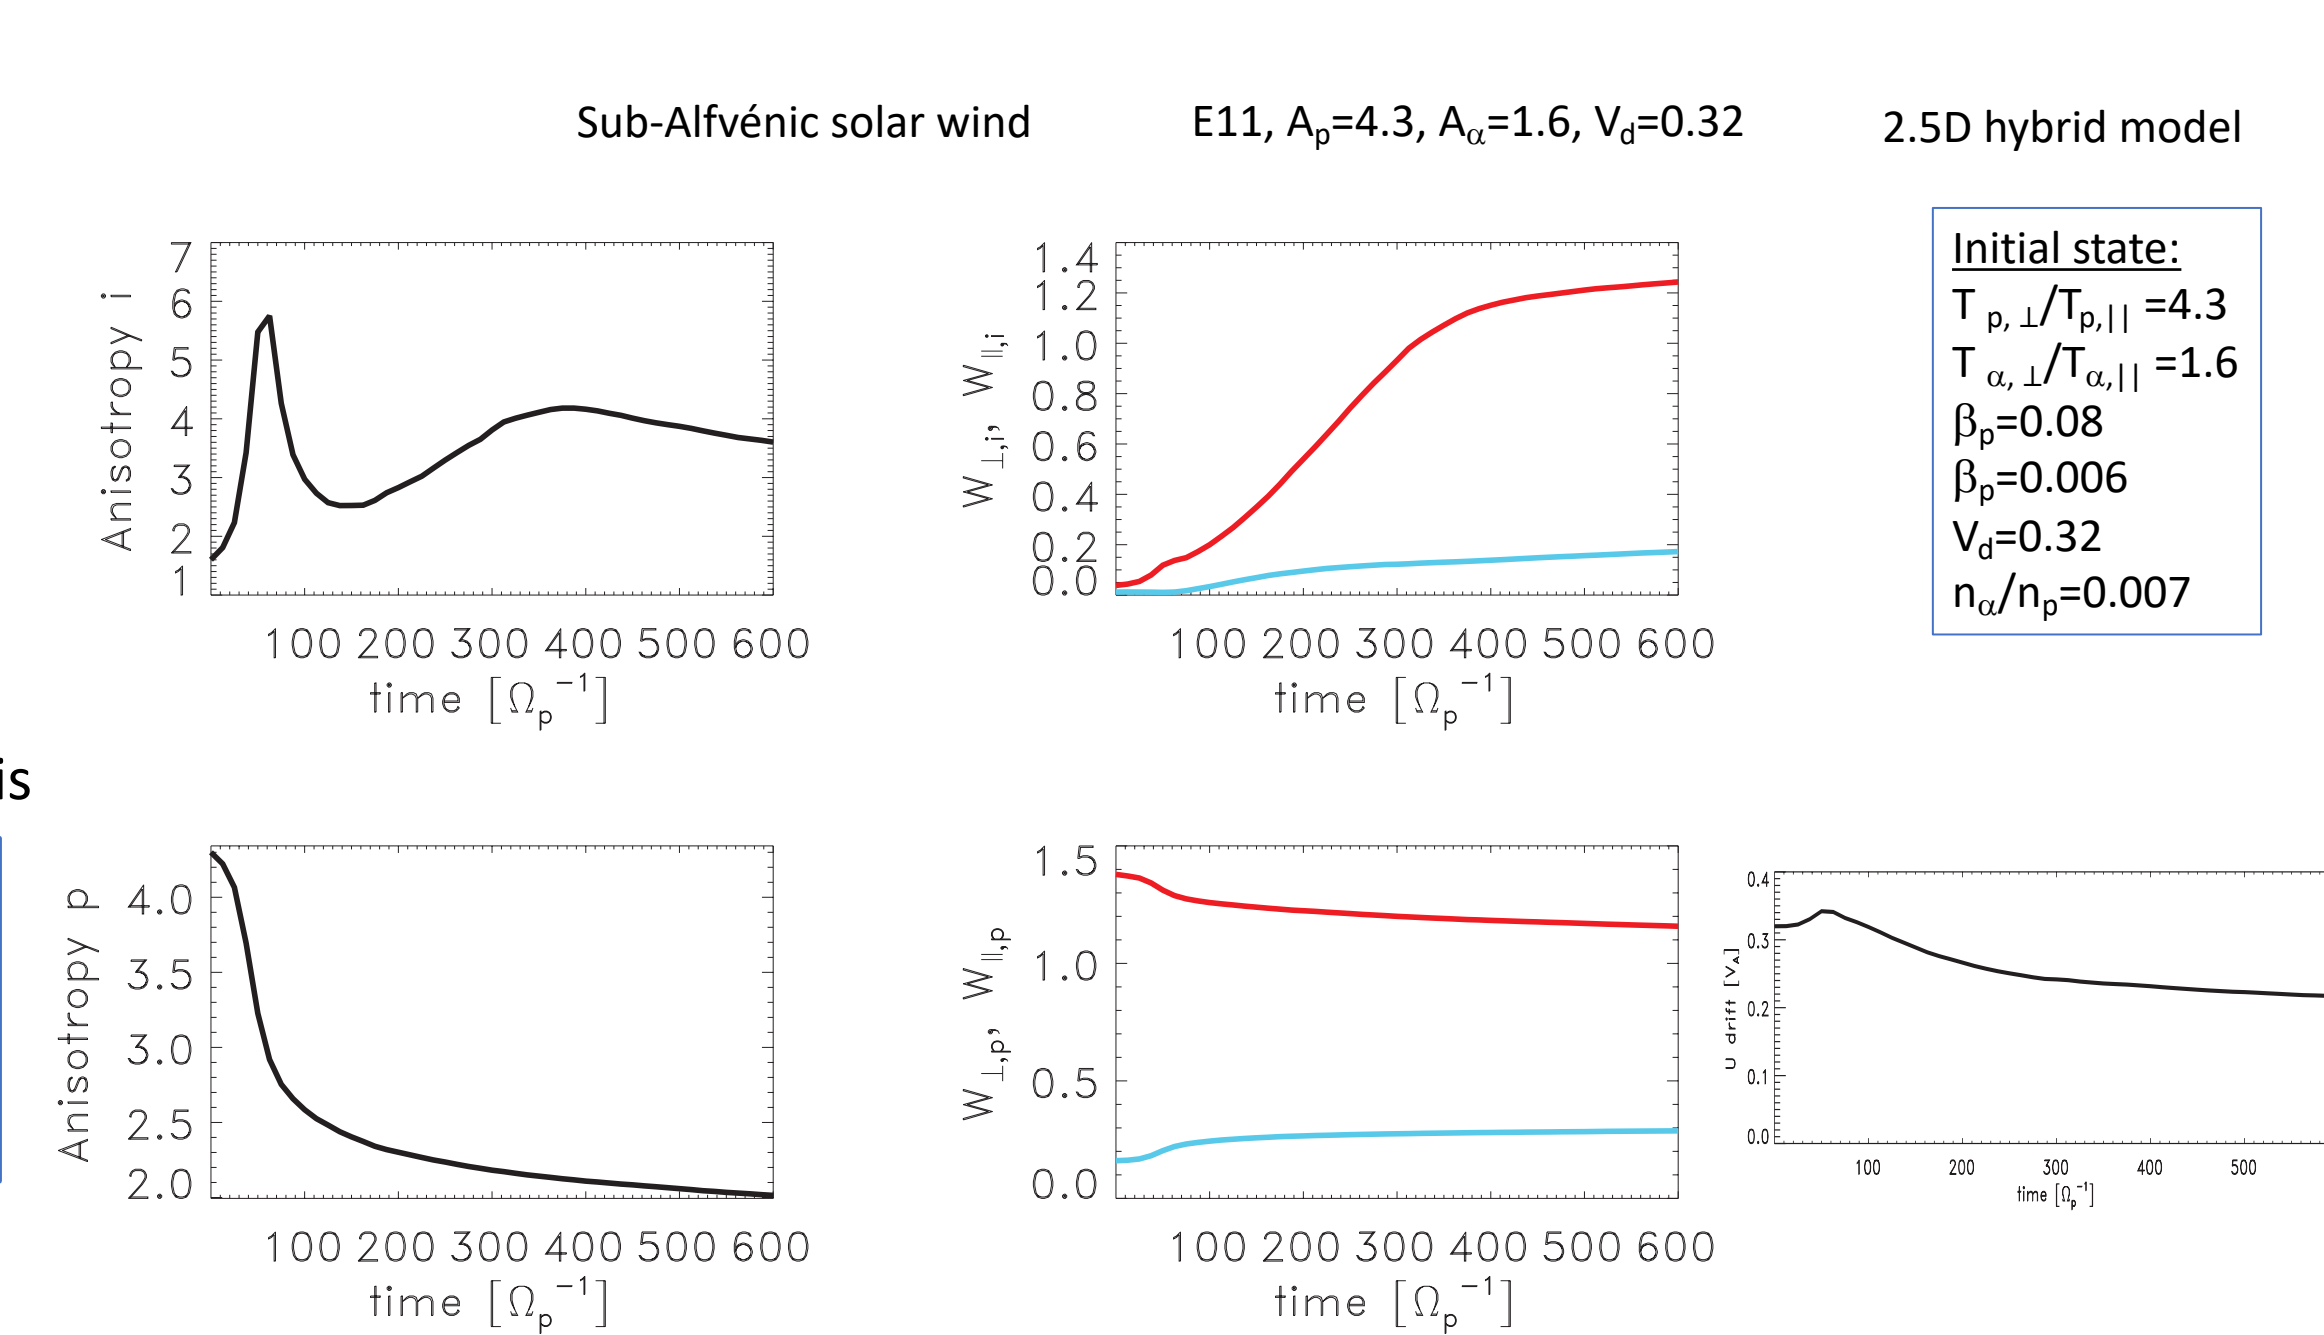 Sub-Alfvénic solar wind
E11, Ap=4.3, Aα=1.6, Vd=0.32
2.5D hybrid model
Anisotropy i
7
6
5
4
3
2
1
100 200 300 400 500 600
time [Ωp⁻¹]
W⊥,i, W||,i
1.4
1.2
1.0
0.8
0.6
0.4
0.2
0.0
100 200 300 400 500 600
time [Ωp⁻¹]
Initial state:
T p, ⊥/Tp,|| =4.3
T α, ⊥/Tα,|| =1.6
βp=0.08
βp=0.006
Vd=0.32
nα/np=0.007
is
Anisotropy p
4.0
3.5
3.0
2.5
2.0
100 200 300 400 500 600
time [Ωp⁻¹]
W⊥,p, W||,p
1.5
1.0
0.5
0.0
100 200 300 400 500 600
time [Ωp⁻¹]
U drift [VA]
0.4
0.3
0.2
0.1
0.0
100 200 300 400 500
time [Ωp⁻¹]